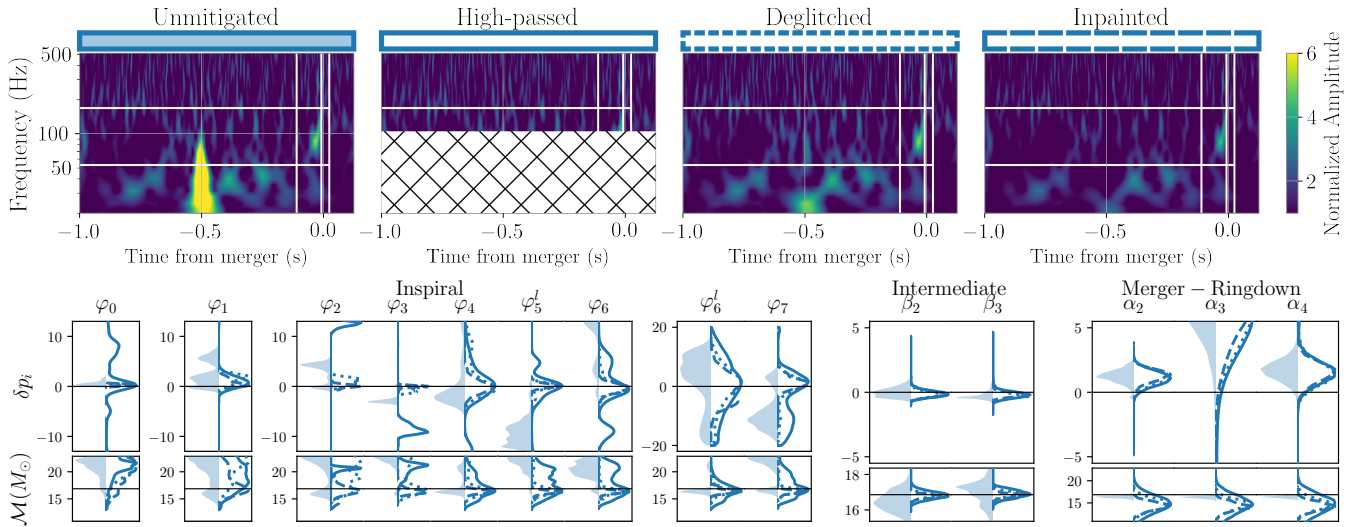 Unmitigated High-passed Deglitched Inpainted
Frequency (Hz)
500
100
50
−1.0 −0.5 0.0
−1.0 −0.5 0.0
−1.0 −0.5 0.0
−1.0 −0.5 0.0
Time from merger (s) Time from merger (s) Time from merger (s) Time from merger (s)
6
4
2
Normalized Amplitude
Inspiral Intermediate Merger − Ringdown
φ₀ φ₁ φ₂ φ₃ φ₄ φ₅ˡ φ₆ φ₆ˡ φ₇ β₂ β₃ α₂ α₃ α₄
δpᵢ
10 10 10 20 5 5
0 0 0 0 0 0
−10 −10 −10 −20 −5 −5
ℳ(M⊙)
20 20 20 20 18 20
15 15 15 15 16 15